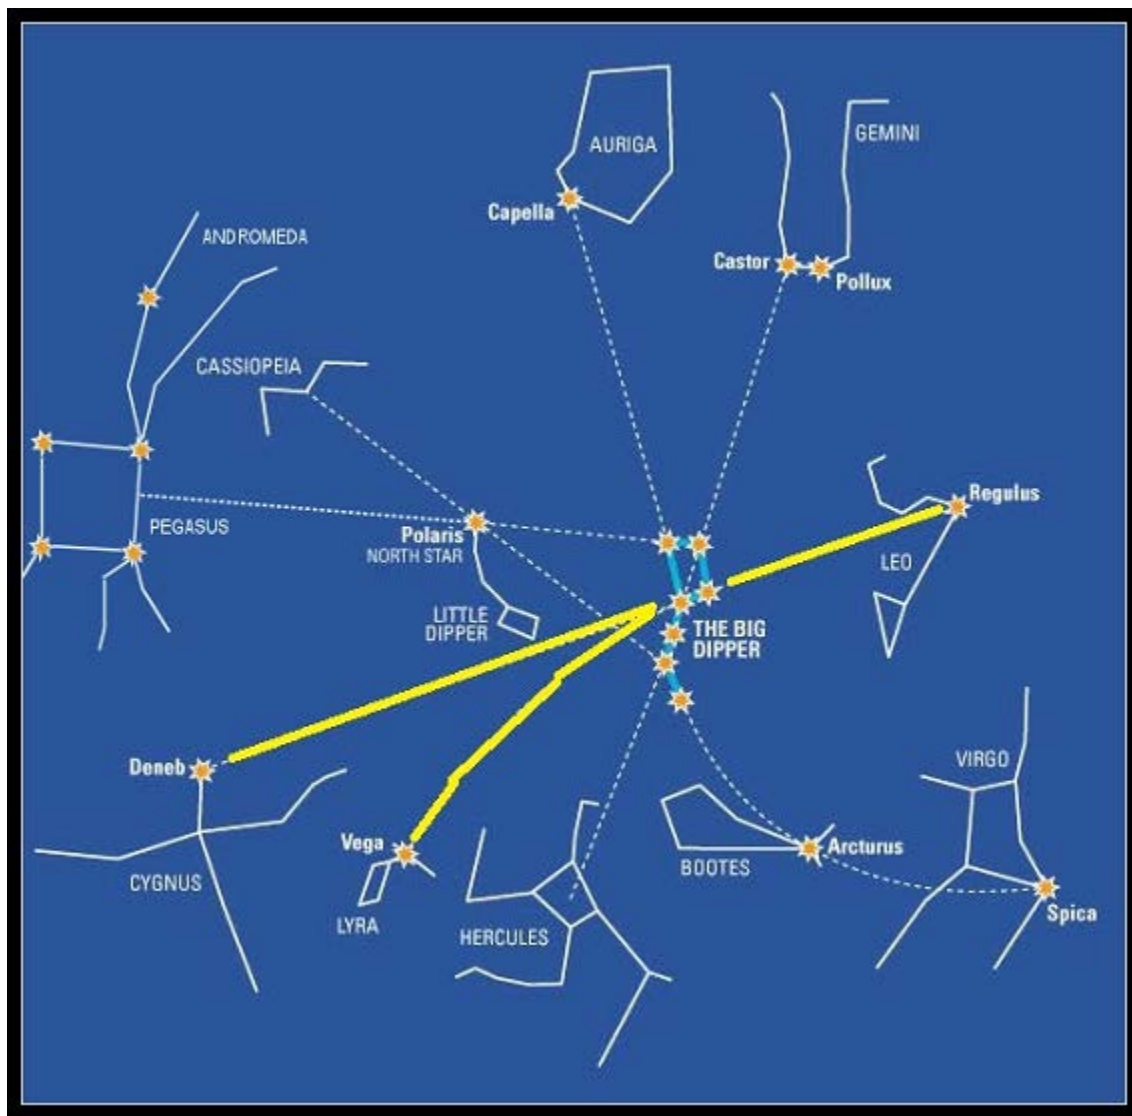 AURIGA
GEMINI
Capella
ANDROMEDA
Castor
Pollux
CASSIOPEIA
Regulus
PEGASUS
Polaris
NORTH STAR
LEO
LITTLE
DIPPER
THE BIG
DIPPER
Deneb
VIRGO
Vega
Arcturus
BOOTES
CYGNUS
LYRA
HERCULES
Spica